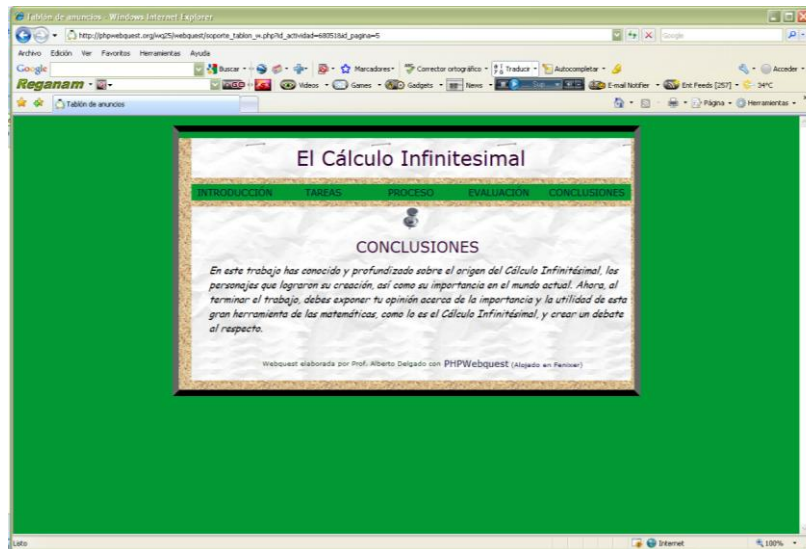 Tablón de anuncios - Windows Internet Explorer
http://phpwebquest.org/wq25/webquest/soporte_tablon_w.php?id_actividad=68051&id_pagina=5
Google
Archivo Edición Ver Favoritos Herramientas Ayuda
Google Buscar Marcadores Corrector ortográfico Traducir Autocompletar Acceder
Reganam Videos Games Gadgets News E-mail Notifier Ent Feeds [257] 34°C
Tablón de anuncios Página Herramientas
El Cálculo Infinitesimal
INTRODUCCIÓN TAREAS PROCESO EVALUACIÓN CONCLUSIONES
CONCLUSIONES
En este trabajo has conocido y profundizado sobre el origen del Cálculo Infinitésimal, los
personajes que lograron su creación, así como su importancia en el mundo actual. Ahora, al
terminar el trabajo, debes exponer tu opinión acerca de la importancia y la utilidad de esta
gran herramienta de las matemáticas, como lo es el Cálculo Infinitésimal, y crear un debate
al respecto.
Webquest elaborada por Prof. Alberto Delgado con PHPWebquest (Alojado en Fenixer)
Listo Internet 100%